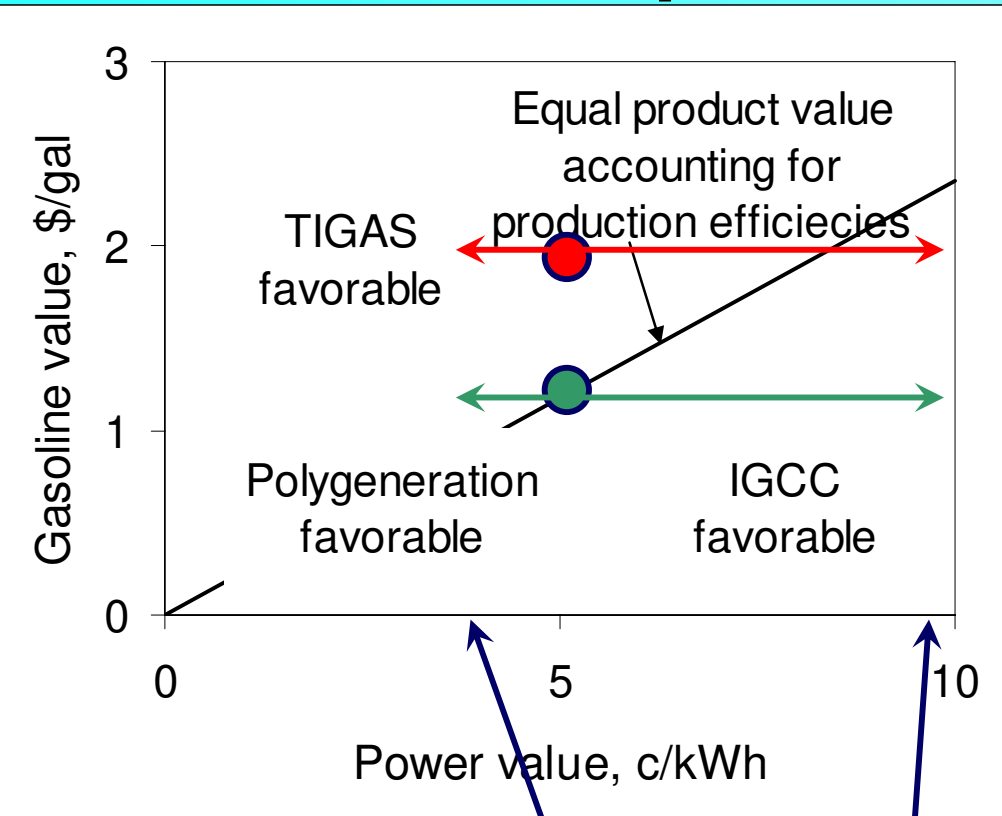 3
Equal product value
accounting for
production efficiecies
TIGAS
favorable
2
Gasoline value, $/gal
1
Polygeneration
favorable
IGCC
favorable
0
0
5
10
Power value, c/kWh